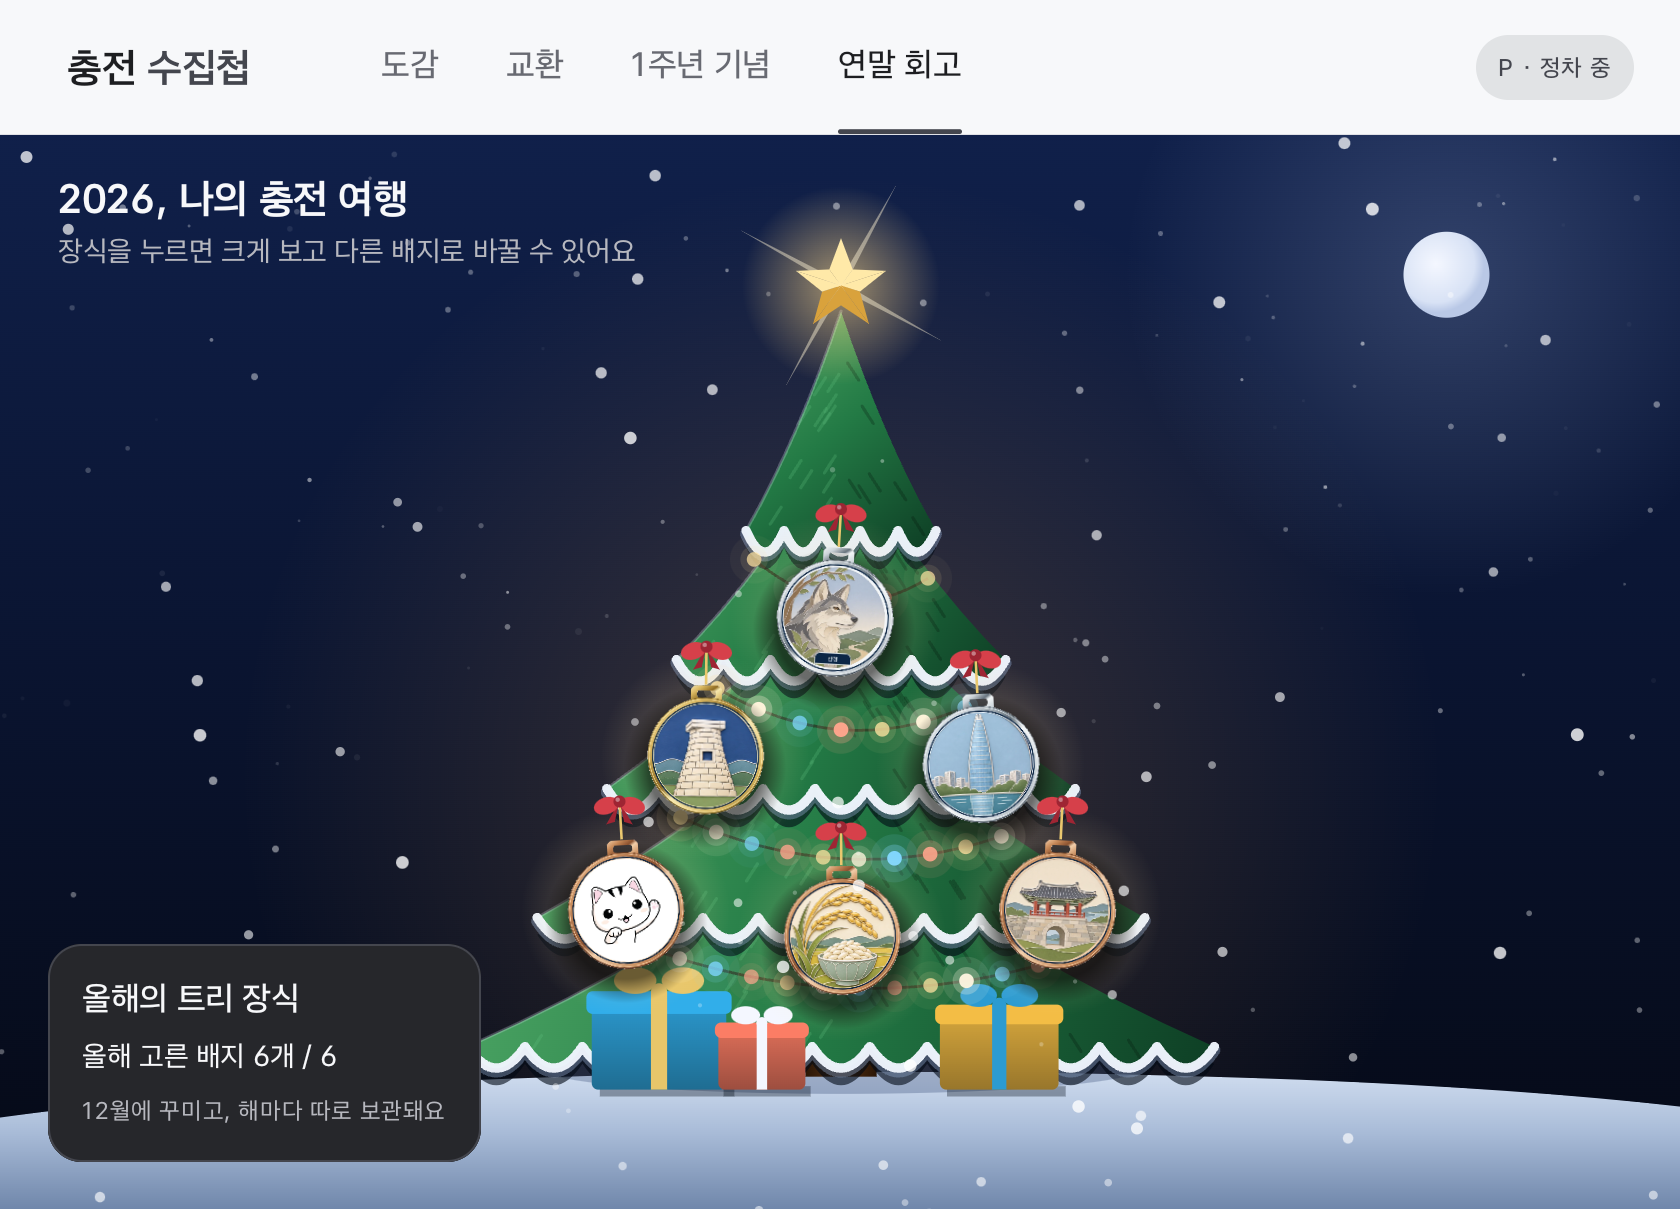 충전 수집첩
도감
교환
1주년 기념
연말 회고
P · 정차 중
2026, 나의 충전 여행
장식을 누르면 크게 보고 다른 배지로 바꿀 수 있어요
올해의 트리 장식
올해 고른 배지 6개 / 6
12월에 꾸미고, 해마다 따로 보관돼요